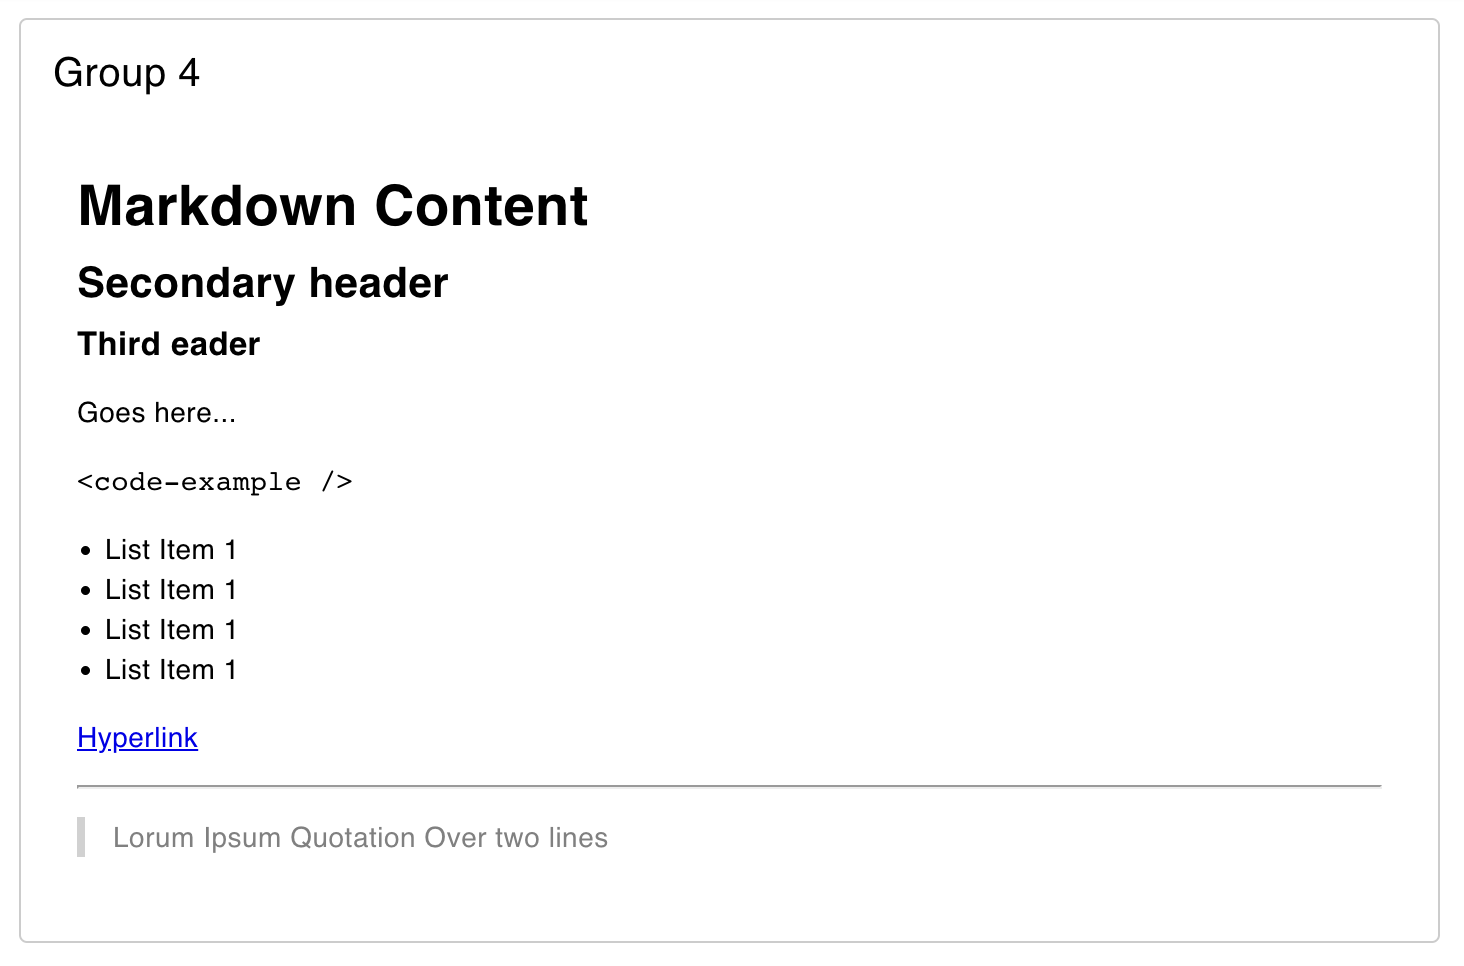 Group 4
Markdown Content
Secondary header
Third eader
Goes here...
<code-example />
• List Item 1
• List Item 1
• List Item 1
• List Item 1
Hyperlink
Lorum Ipsum Quotation Over two lines